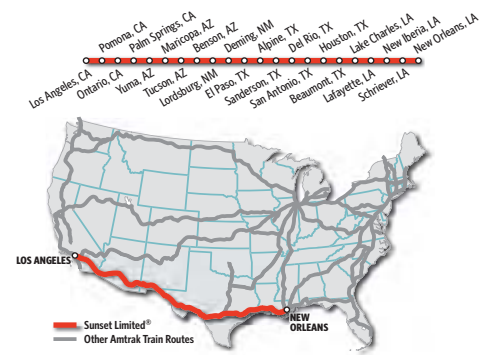 Pomona, CA
Palm Springs, CA
Maricopa, AZ
Benson, AZ
Deming, NM
Alpine, TX
Del Rio, TX
Houston, TX
Lake Charles, LA
New Iberia, LA
New Orleans, LA
Los Angeles, CA
Ontario, CA
Yuma, AZ
Tucson, AZ
Lordsburg, NM
El Paso, TX
Sanderson, TX
San Antonio, TX
Beaumont, TX
Lafayette, LA
Schriever, LA
LOS ANGELES
NEW
ORLEANS
Sunset Limited®
Other Amtrak Train Routes